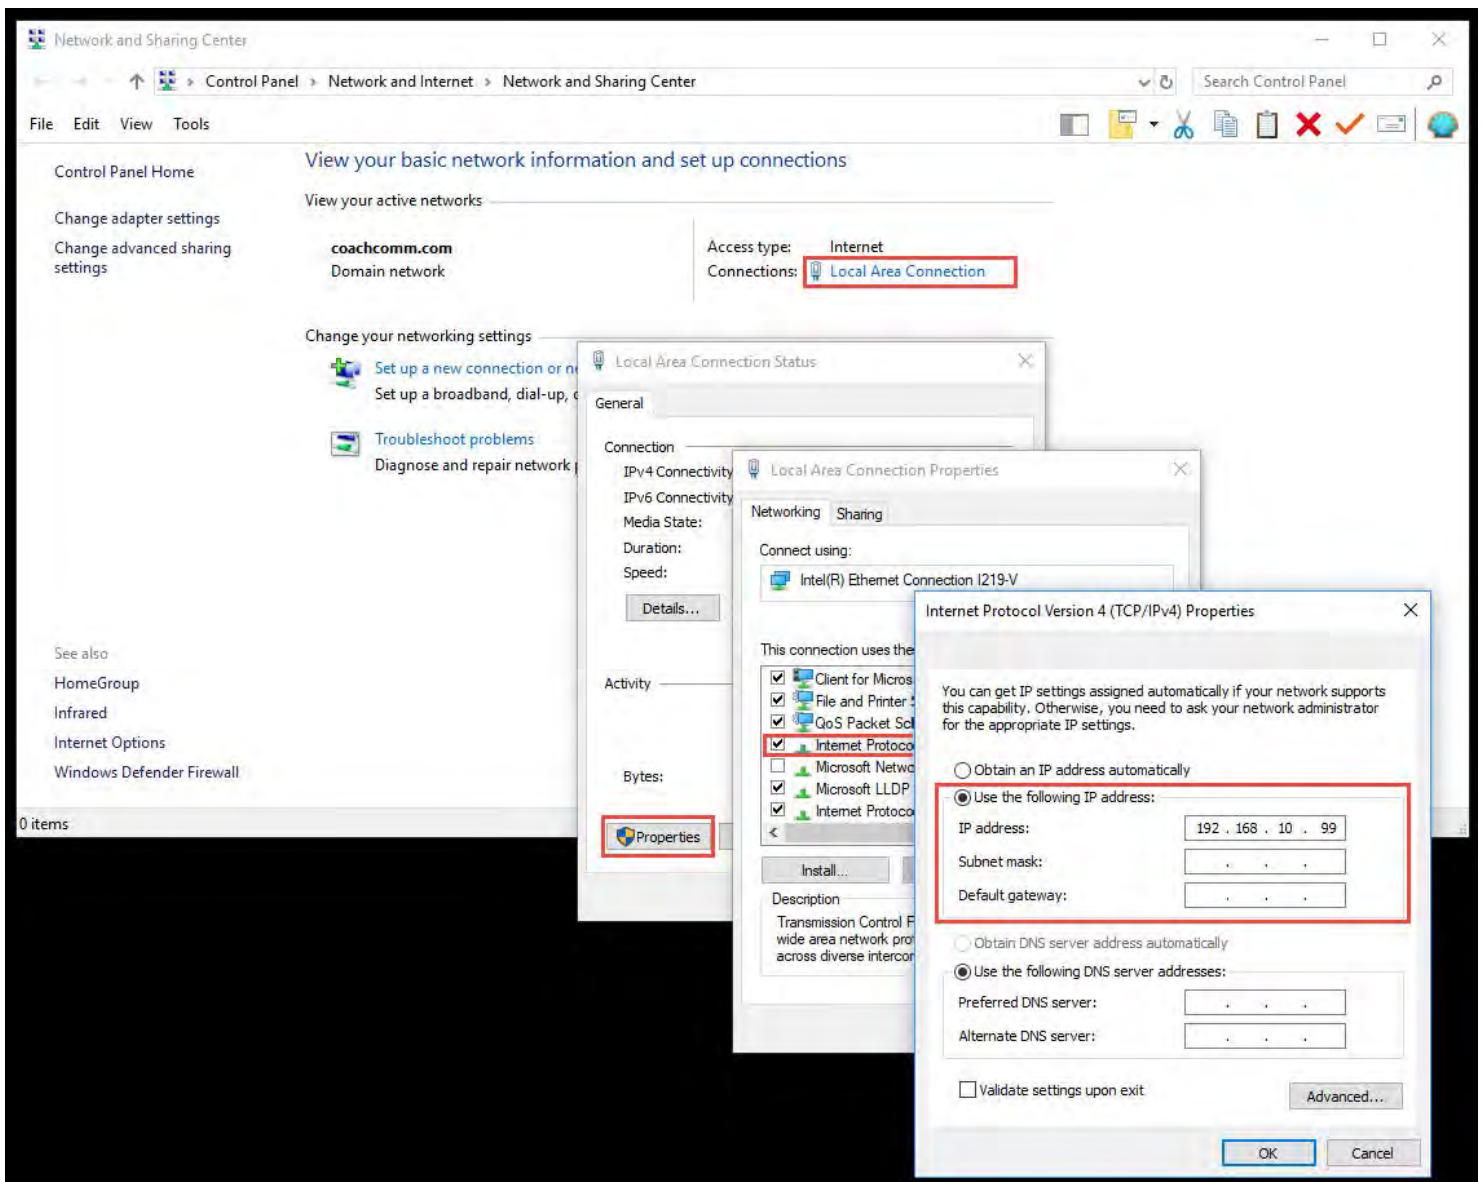 Network and Sharing Center
Control Panel > Network and Internet > Network and Sharing Center
Search Control Panel
File Edit View Tools
Control Panel Home
Change adapter settings
Change advanced sharing
settings
See also
HomeGroup
Infrared
Internet Options
Windows Defender Firewall
0 items
View your basic network information and set up connections
View your active networks
coachcomm.com
Domain network
Access type: Internet
Connections: Local Area Connection
Change your networking settings
Set up a new connection or
Set up a broadband, dial-up,
Troubleshoot problems
Diagnose and repair network
Local Area Connection Status
General
Connection
IPv4 Connectivity
IPv6 Connectivity
Media State:
Duration:
Speed:
Details...
Activity
Bytes:
Properties
Local Area Connection Properties
Networking Sharing
Connect using:
Intel(R) Ethernet Connection I219-V
This connection uses the
Client for Micros
File and Printer
QoS Packet Sch
Internet Protoco
Microsoft Netwo
Microsoft LLDP
Internet Protoco
Install...
Description
Transmission Control P
wide area network prot
across diverse intercor
Internet Protocol Version 4 (TCP/IPv4) Properties
You can get IP settings assigned automatically if your network supports
this capability. Otherwise, you need to ask your network administrator
for the appropriate IP settings.
Obtain an IP address automatically
Use the following IP address:
IP address: 192 . 168 . 10 . 99
Subnet mask: . . .
Default gateway: . . .
Obtain DNS server address automatically
Use the following DNS server addresses:
Preferred DNS server: . . .
Alternate DNS server: . . .
Validate settings upon exit
Advanced...
OK Cancel